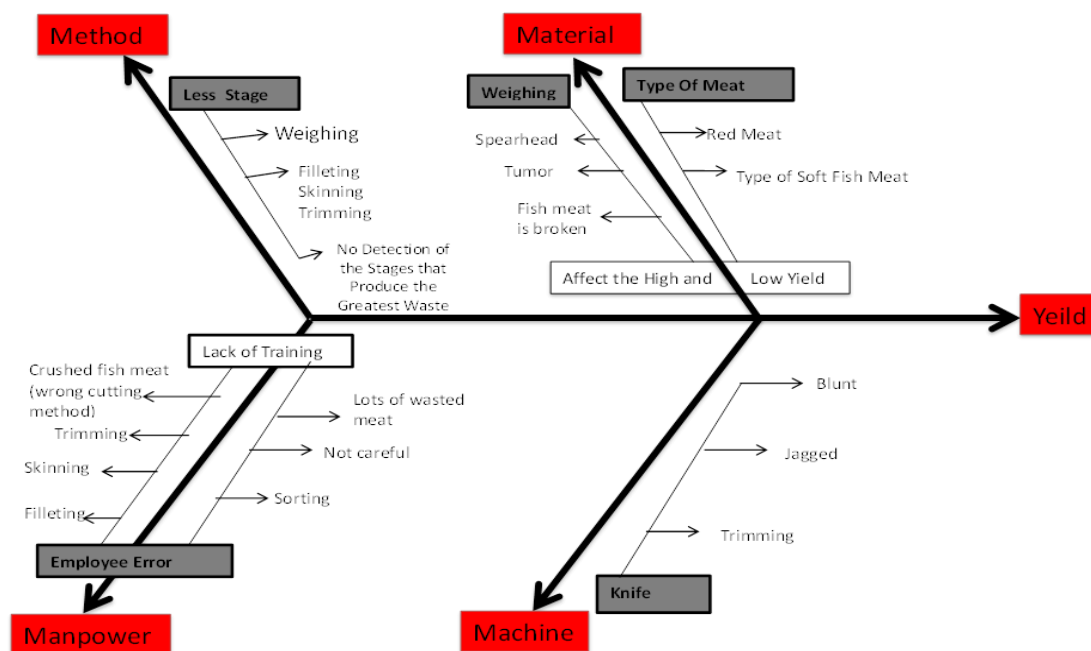 Method
Less  Stage
Weighing
Filleting
Skinning
Trimming
No Detection of
the Stages that
Produce the
Greatest Waste
Material
Weighing
Spearhead
Tumor
Fish meat
is broken
Type Of Meat
Red Meat
Type of Soft Fish Meat
Affect the High and Low Yield
Yeild
Lack of Training
Crushed fish meat
(wrong cutting
method)
Trimming
Skinning
Filleting
Lots of wasted
meat
Not careful
Sorting
Employee Error
Manpower
Blunt
Jagged
Trimming
Knife
Machine